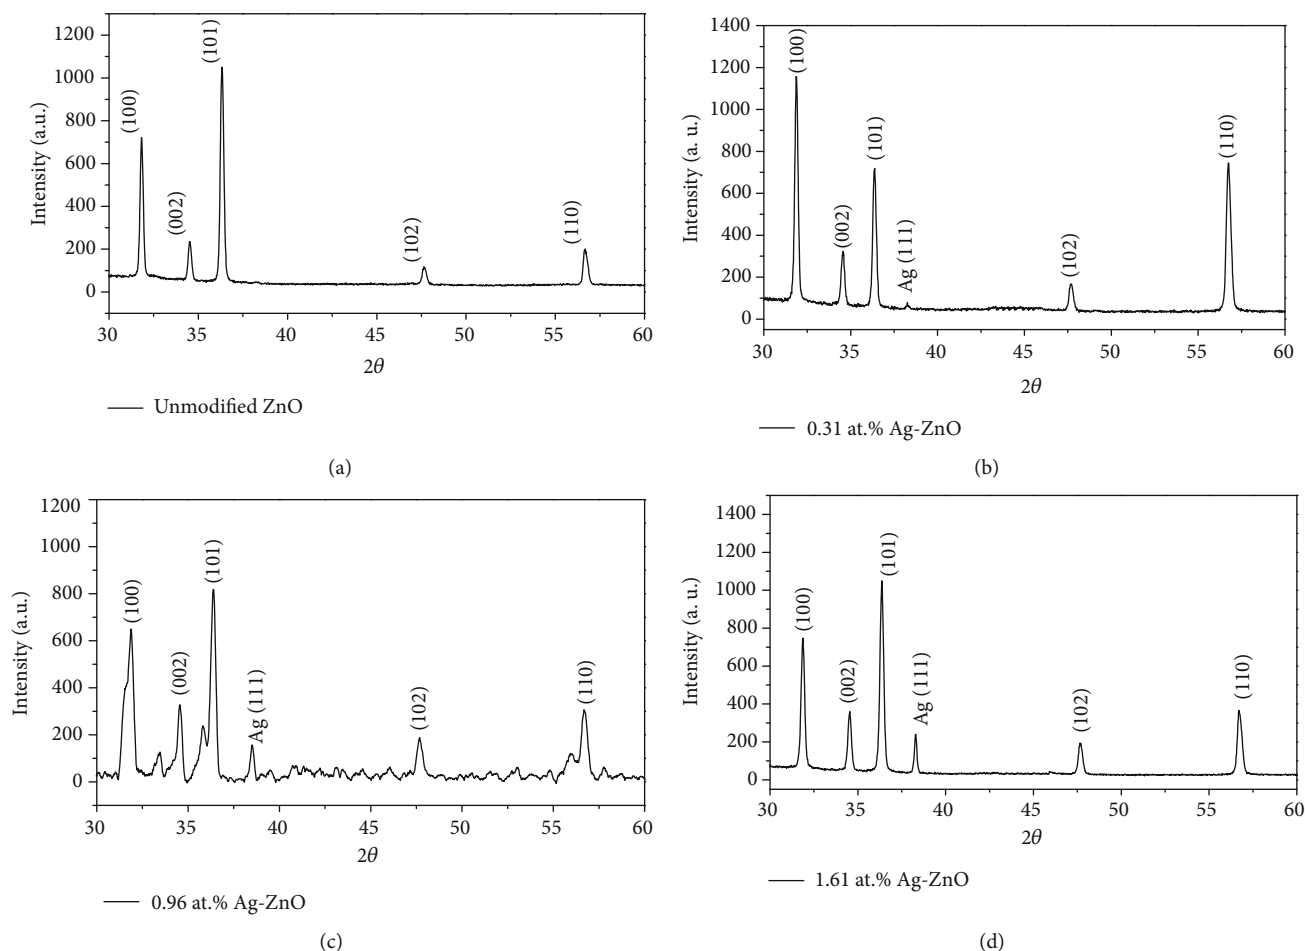 1200
1000
800
600
400
200
0
Intensity (a.u.)
(100)
(002)
(101)
(102)
(110)
30 35 40 45 50 55 60
2θ
Unmodified ZnO
(a)
1400
1200
1000
800
600
400
200
0
Intensity (a. u.)
(100)
(002)
(101)
Ag (111)
(102)
(110)
30 35 40 45 50 55 60
2θ
0.31 at.% Ag-ZnO
(b)
1200
1000
800
600
400
200
0
Intensity (a.u.)
(100)
(002)
(101)
Ag (111)
(102)
(110)
30 35 40 45 50 55 60
2θ
0.96 at.% Ag-ZnO
(c)
1400
1200
1000
800
600
400
200
0
Intensity (a. u.)
(100)
(002)
(101)
Ag (111)
(102)
(110)
30 35 40 45 50 55 60
2θ
1.61 at.% Ag-ZnO
(d)